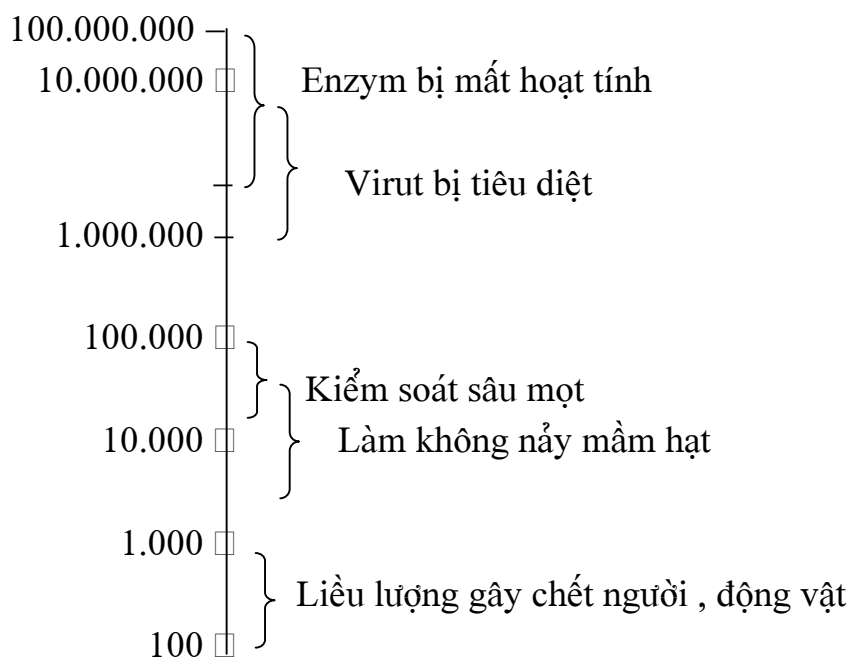 100.000.000
10.000.000 Enzym bị mất hoạt tính
Virut bị tiêu diệt
1.000.000
100.000
Kiểm soát sâu mọt
10.000 Làm không nảy mầm hạt
1.000
Liều lượng gây chết người , động vật
100